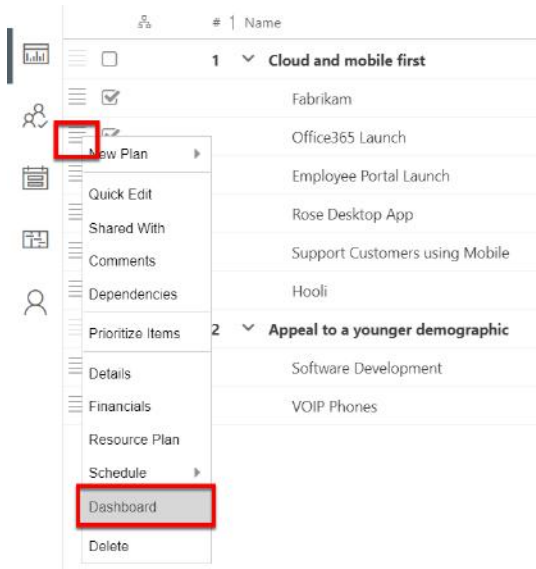 # ↑ Name
1 Cloud and mobile first
Fabrikam
Office365 Launch
New Plan
Employee Portal Launch
Quick Edit
Rose Desktop App
Shared With
Support Customers using Mobile
Comments
Hooli
Dependencies
2 Appeal to a younger demographic
Prioritize Items
Software Development
Details
VOIP Phones
Financials
Resource Plan
Schedule
Dashboard
Delete